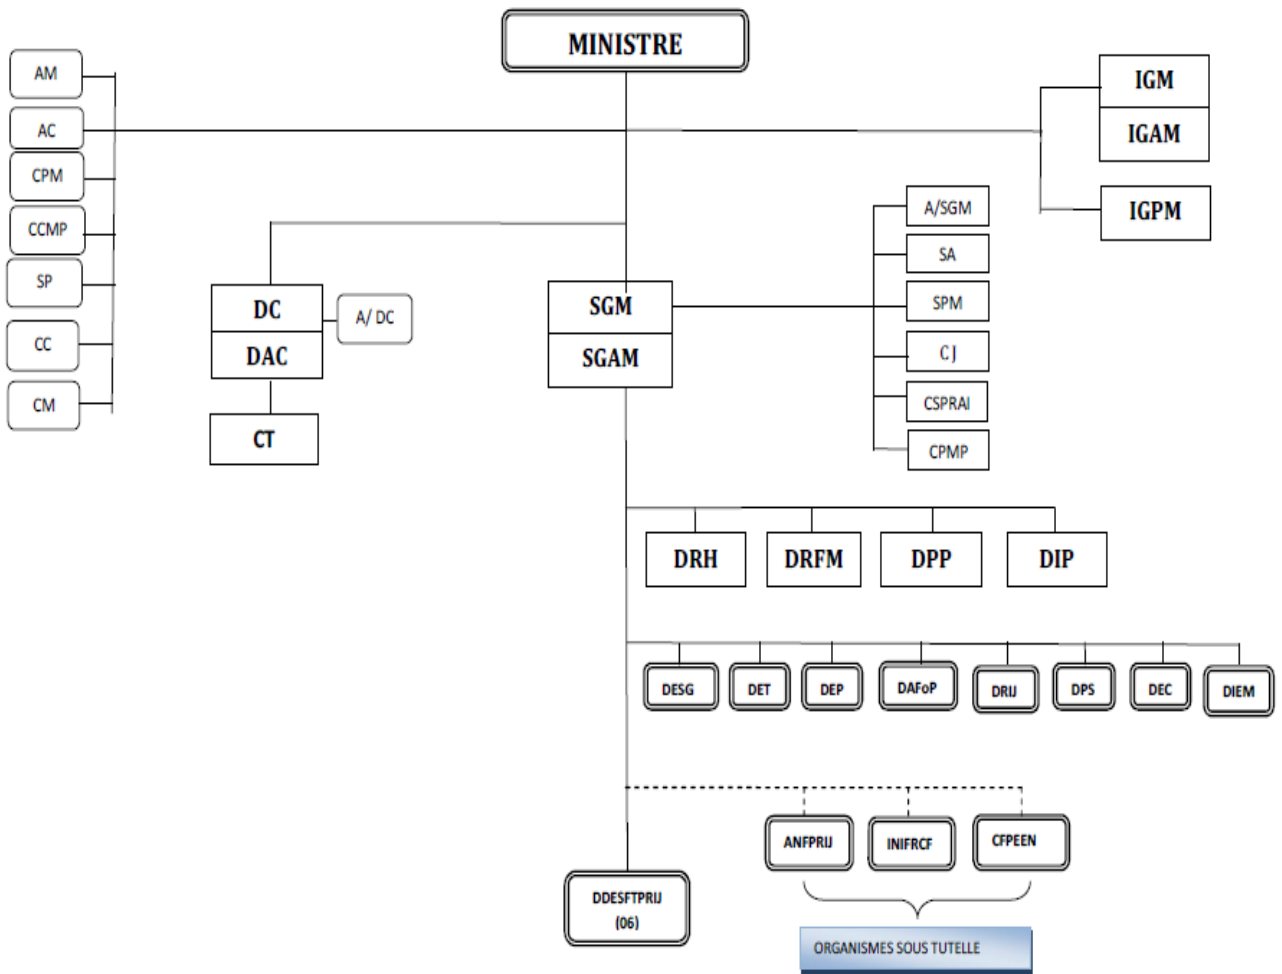 MINISTRE
AM
AC
CPM
CCMP
SP
CC
CM
IGM
IGAM
IGPM
DC
DAC
A/ DC
CT
SGM
SGAM
A/SGM
SA
SPM
CJ
CSPRAI
CPMP
DRH
DRFM
DPP
DIP
DESG
DET
DEP
DAFoP
DRIJ
DPS
DEC
DIEM
ANFPRIJ
INIFRCF
CFPEEN
DDESFTPRIJ
(06)
ORGANISMES SOUS TUTELLE